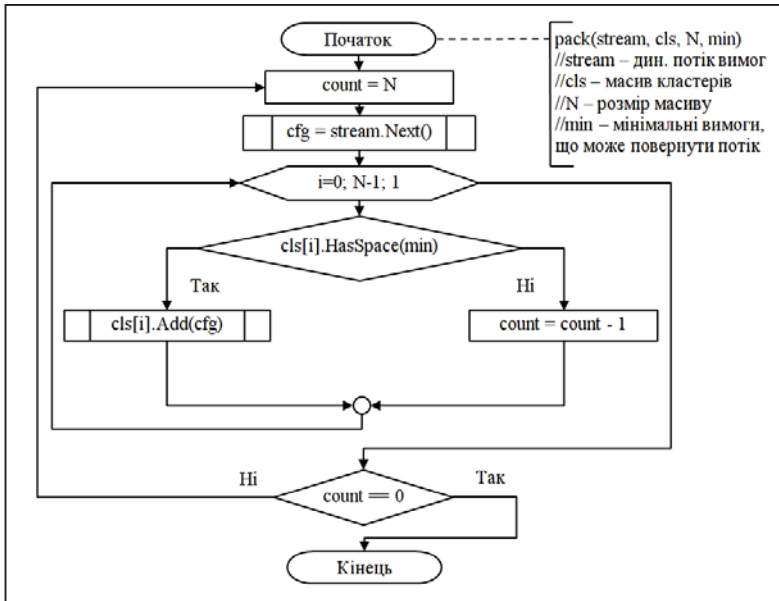 Початок
pack(stream, cls, N, min)
//stream – дин. потік вимог
//cls – масив кластерів
//N – розмір масиву
//min – мінімальні вимоги,
що може повернути потік
count = N
cfg = stream.Next()
i=0; N-1; 1
cls[i].HasSpace(min)
Так
Ні
cls[i].Add(cfg)
count = count - 1
Ні
Так
count == 0
Кінець